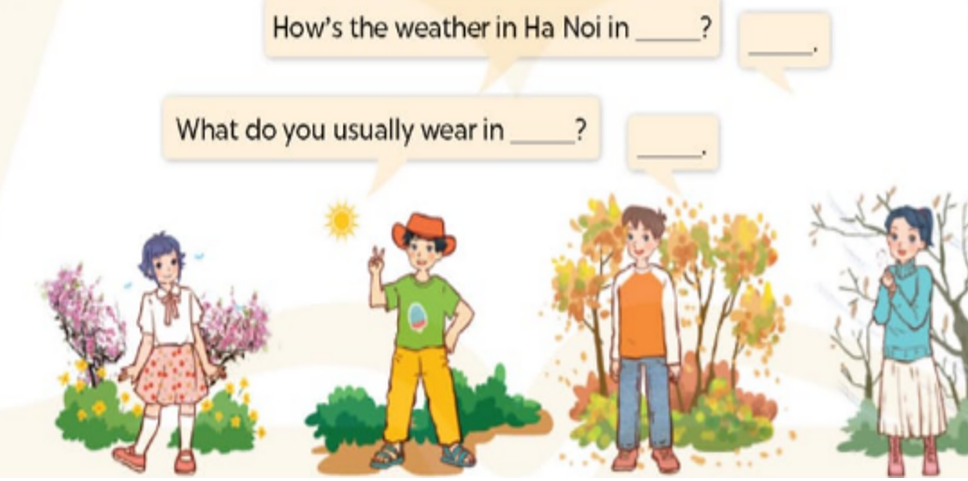 How's the weather in Ha Noi in _____?
_____.
What do you usually wear in _____?
_____.